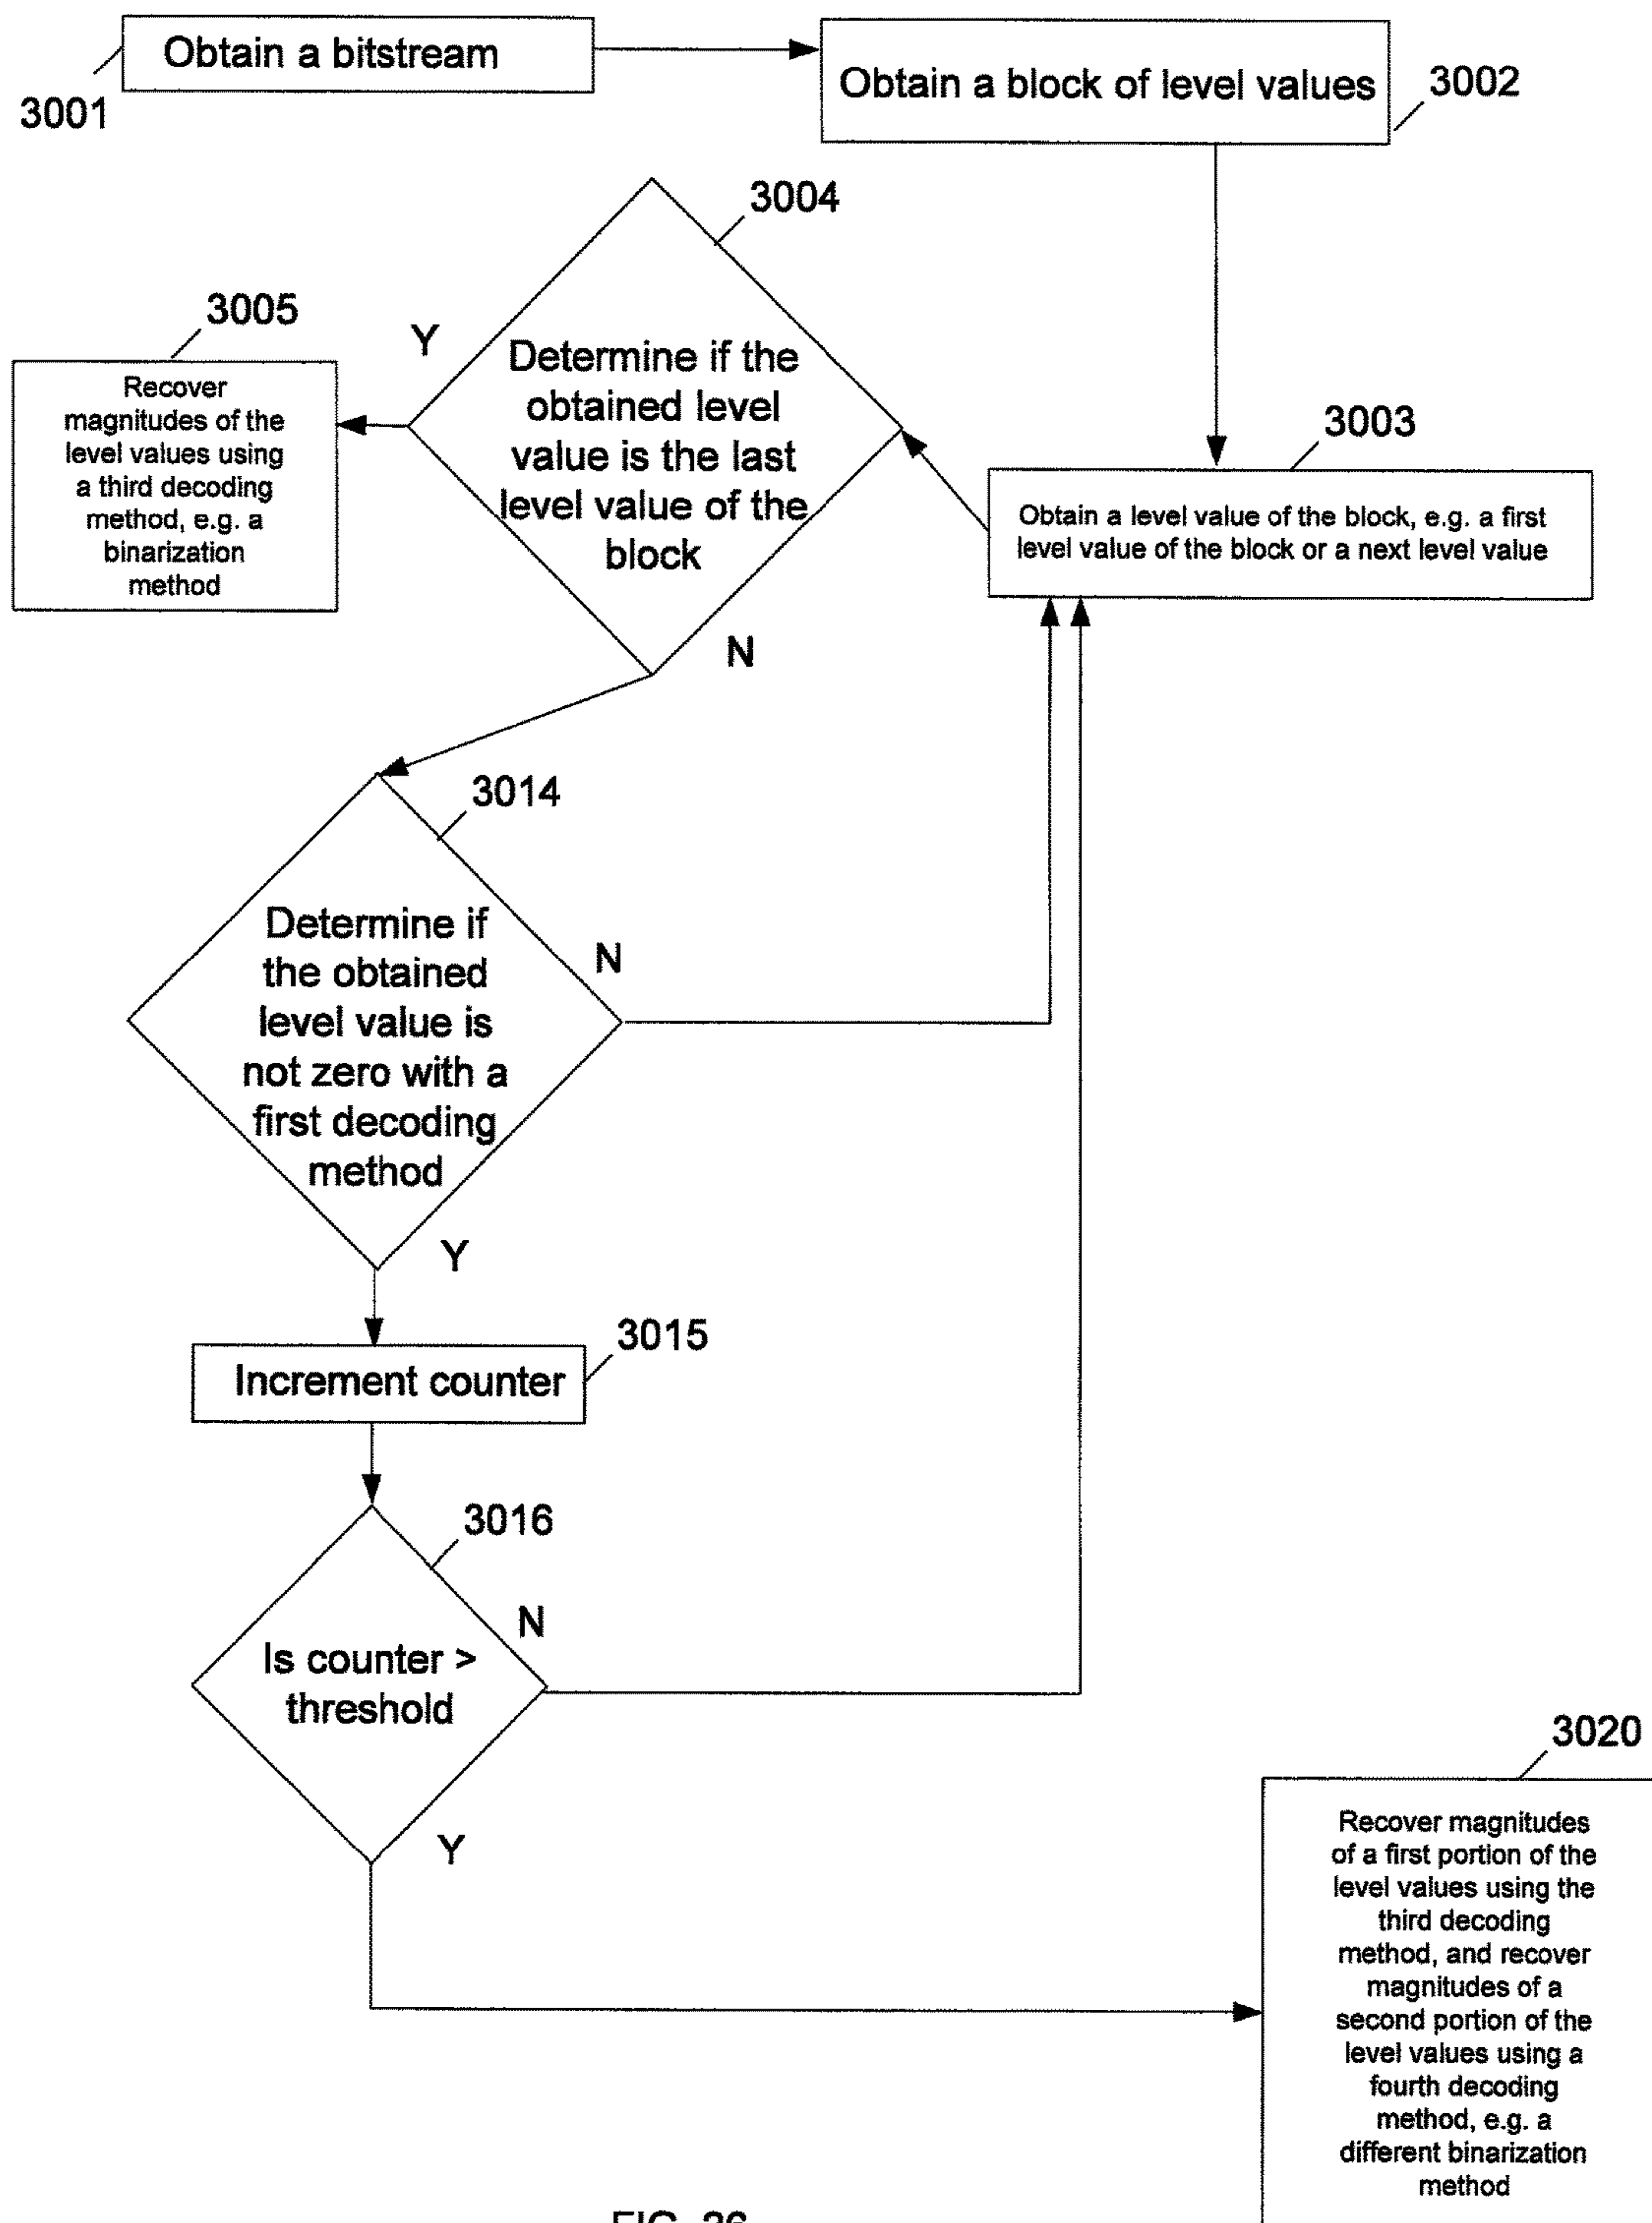 Obtain a bitstream
3001
Obtain a block of level values
3002
3004
3005
Y
Recover
magnitudes of the
level values using
a third decoding
method, e.g. a
binarization
method
Determine if the
obtained level
value is the last
level value of the
block
3003
Obtain a level value of the block, e.g. a first
level value of the block or a next level value
N
3014
Determine if
the obtained
level value is
not zero with a
first decoding
method
N
Y
3015
Increment counter
3016
N
Is counter >
threshold
Y
3020
Recover magnitudes
of a first portion of the
level values using the
third decoding
method, and recover
magnitudes of a
second portion of the
level values using a
fourth decoding
method, e.g. a
different binarization
method